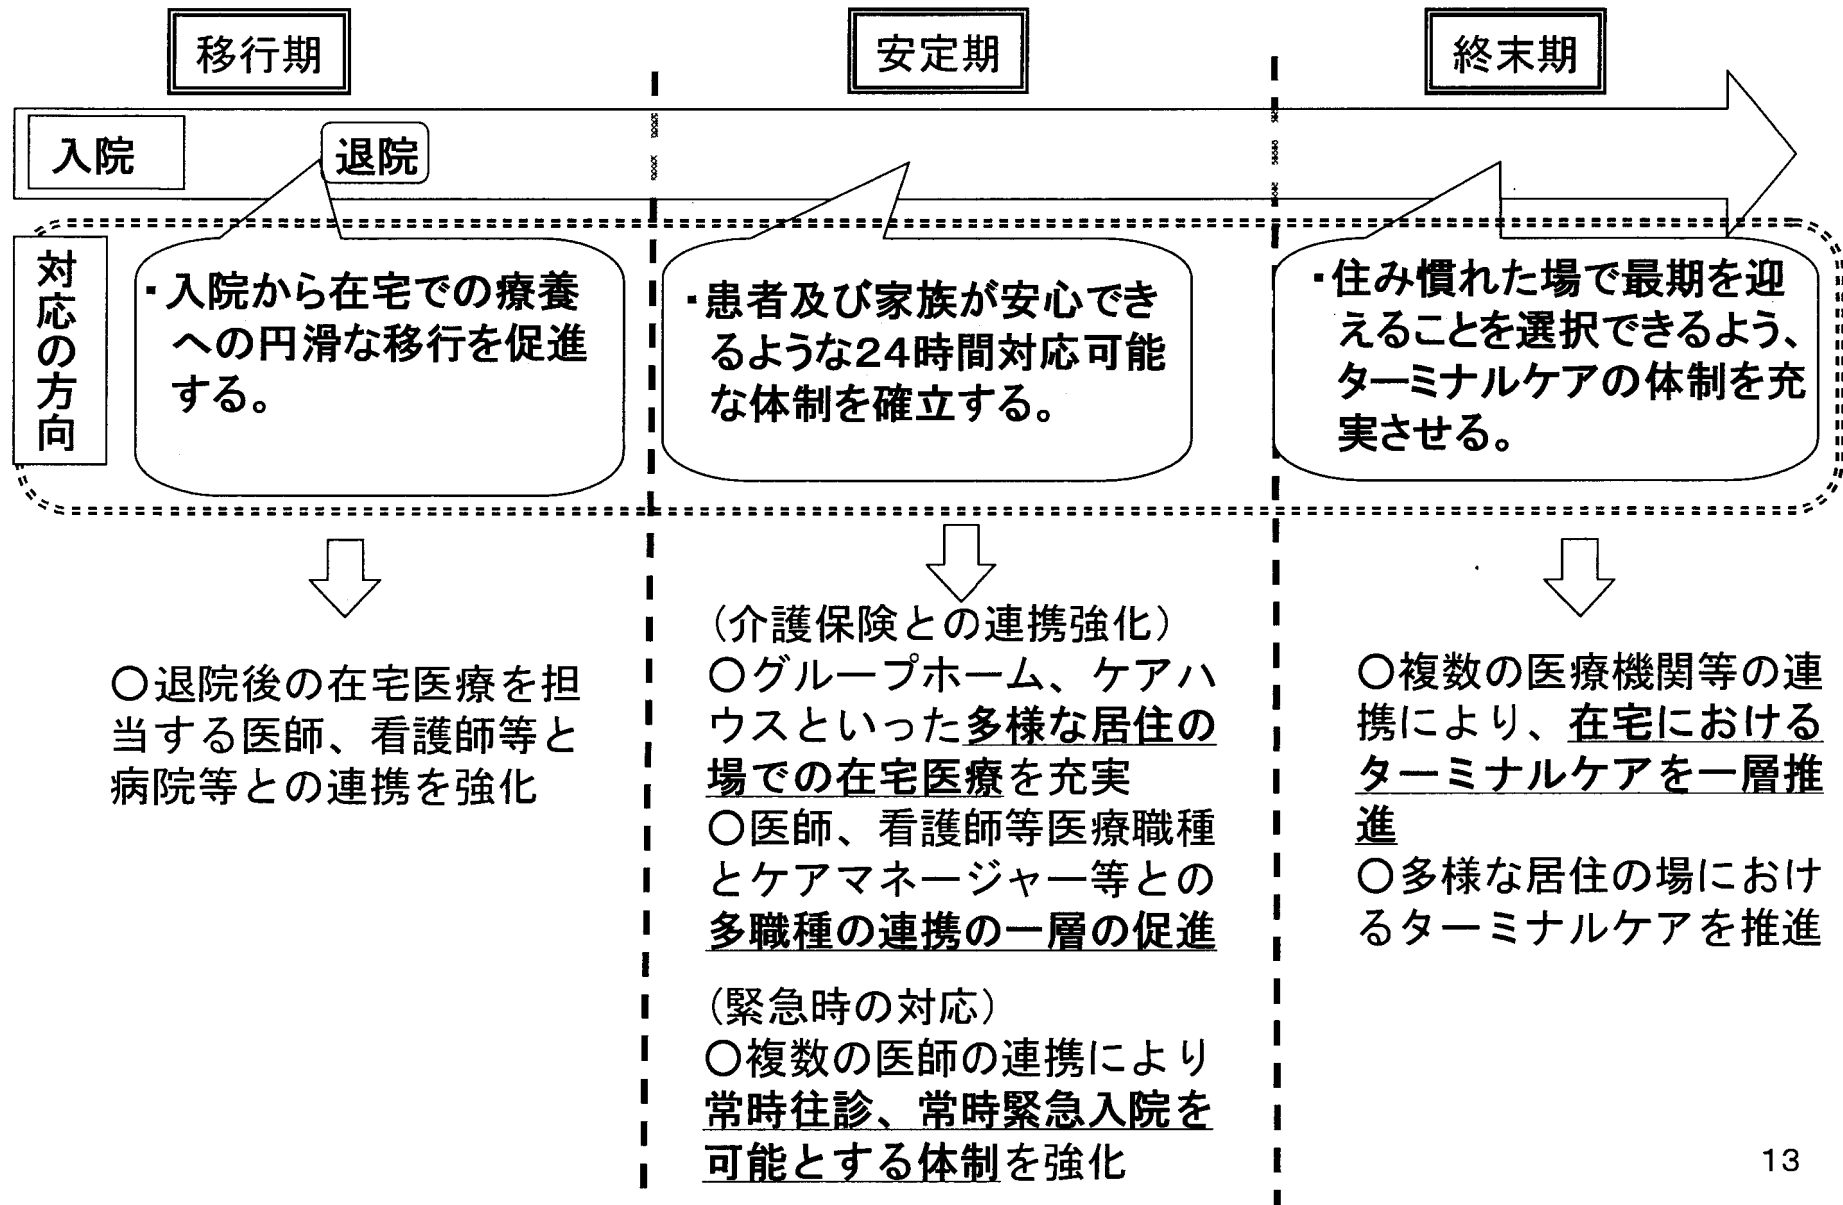 移行期
安定期
終末期
入院
退院
対応の方向
・入院から在宅での療養
への円滑な移行を促進
する。
・患者及び家族が安心でき
るような24時間対応可能
な体制を確立する。
・住み慣れた場で最期を迎
えることを選択できるよう、
ターミナルケアの体制を充
実させる。
○退院後の在宅医療を担
当する医師、看護師等と
病院等との連携を強化
(介護保険との連携強化)
○グループホーム、ケアハ
ウスといった多様な居住の
場での在宅医療を充実
○医師、看護師等医療職種
とケアマネージャー等との
多職種の連携の一層の促進
(緊急時の対応)
○複数の医師の連携により
常時往診、常時緊急入院を
可能とする体制を強化
○複数の医療機関等の連
携により、在宅における
ターミナルケアを一層推
進
○多様な居住の場におけ
るターミナルケアを推進
13